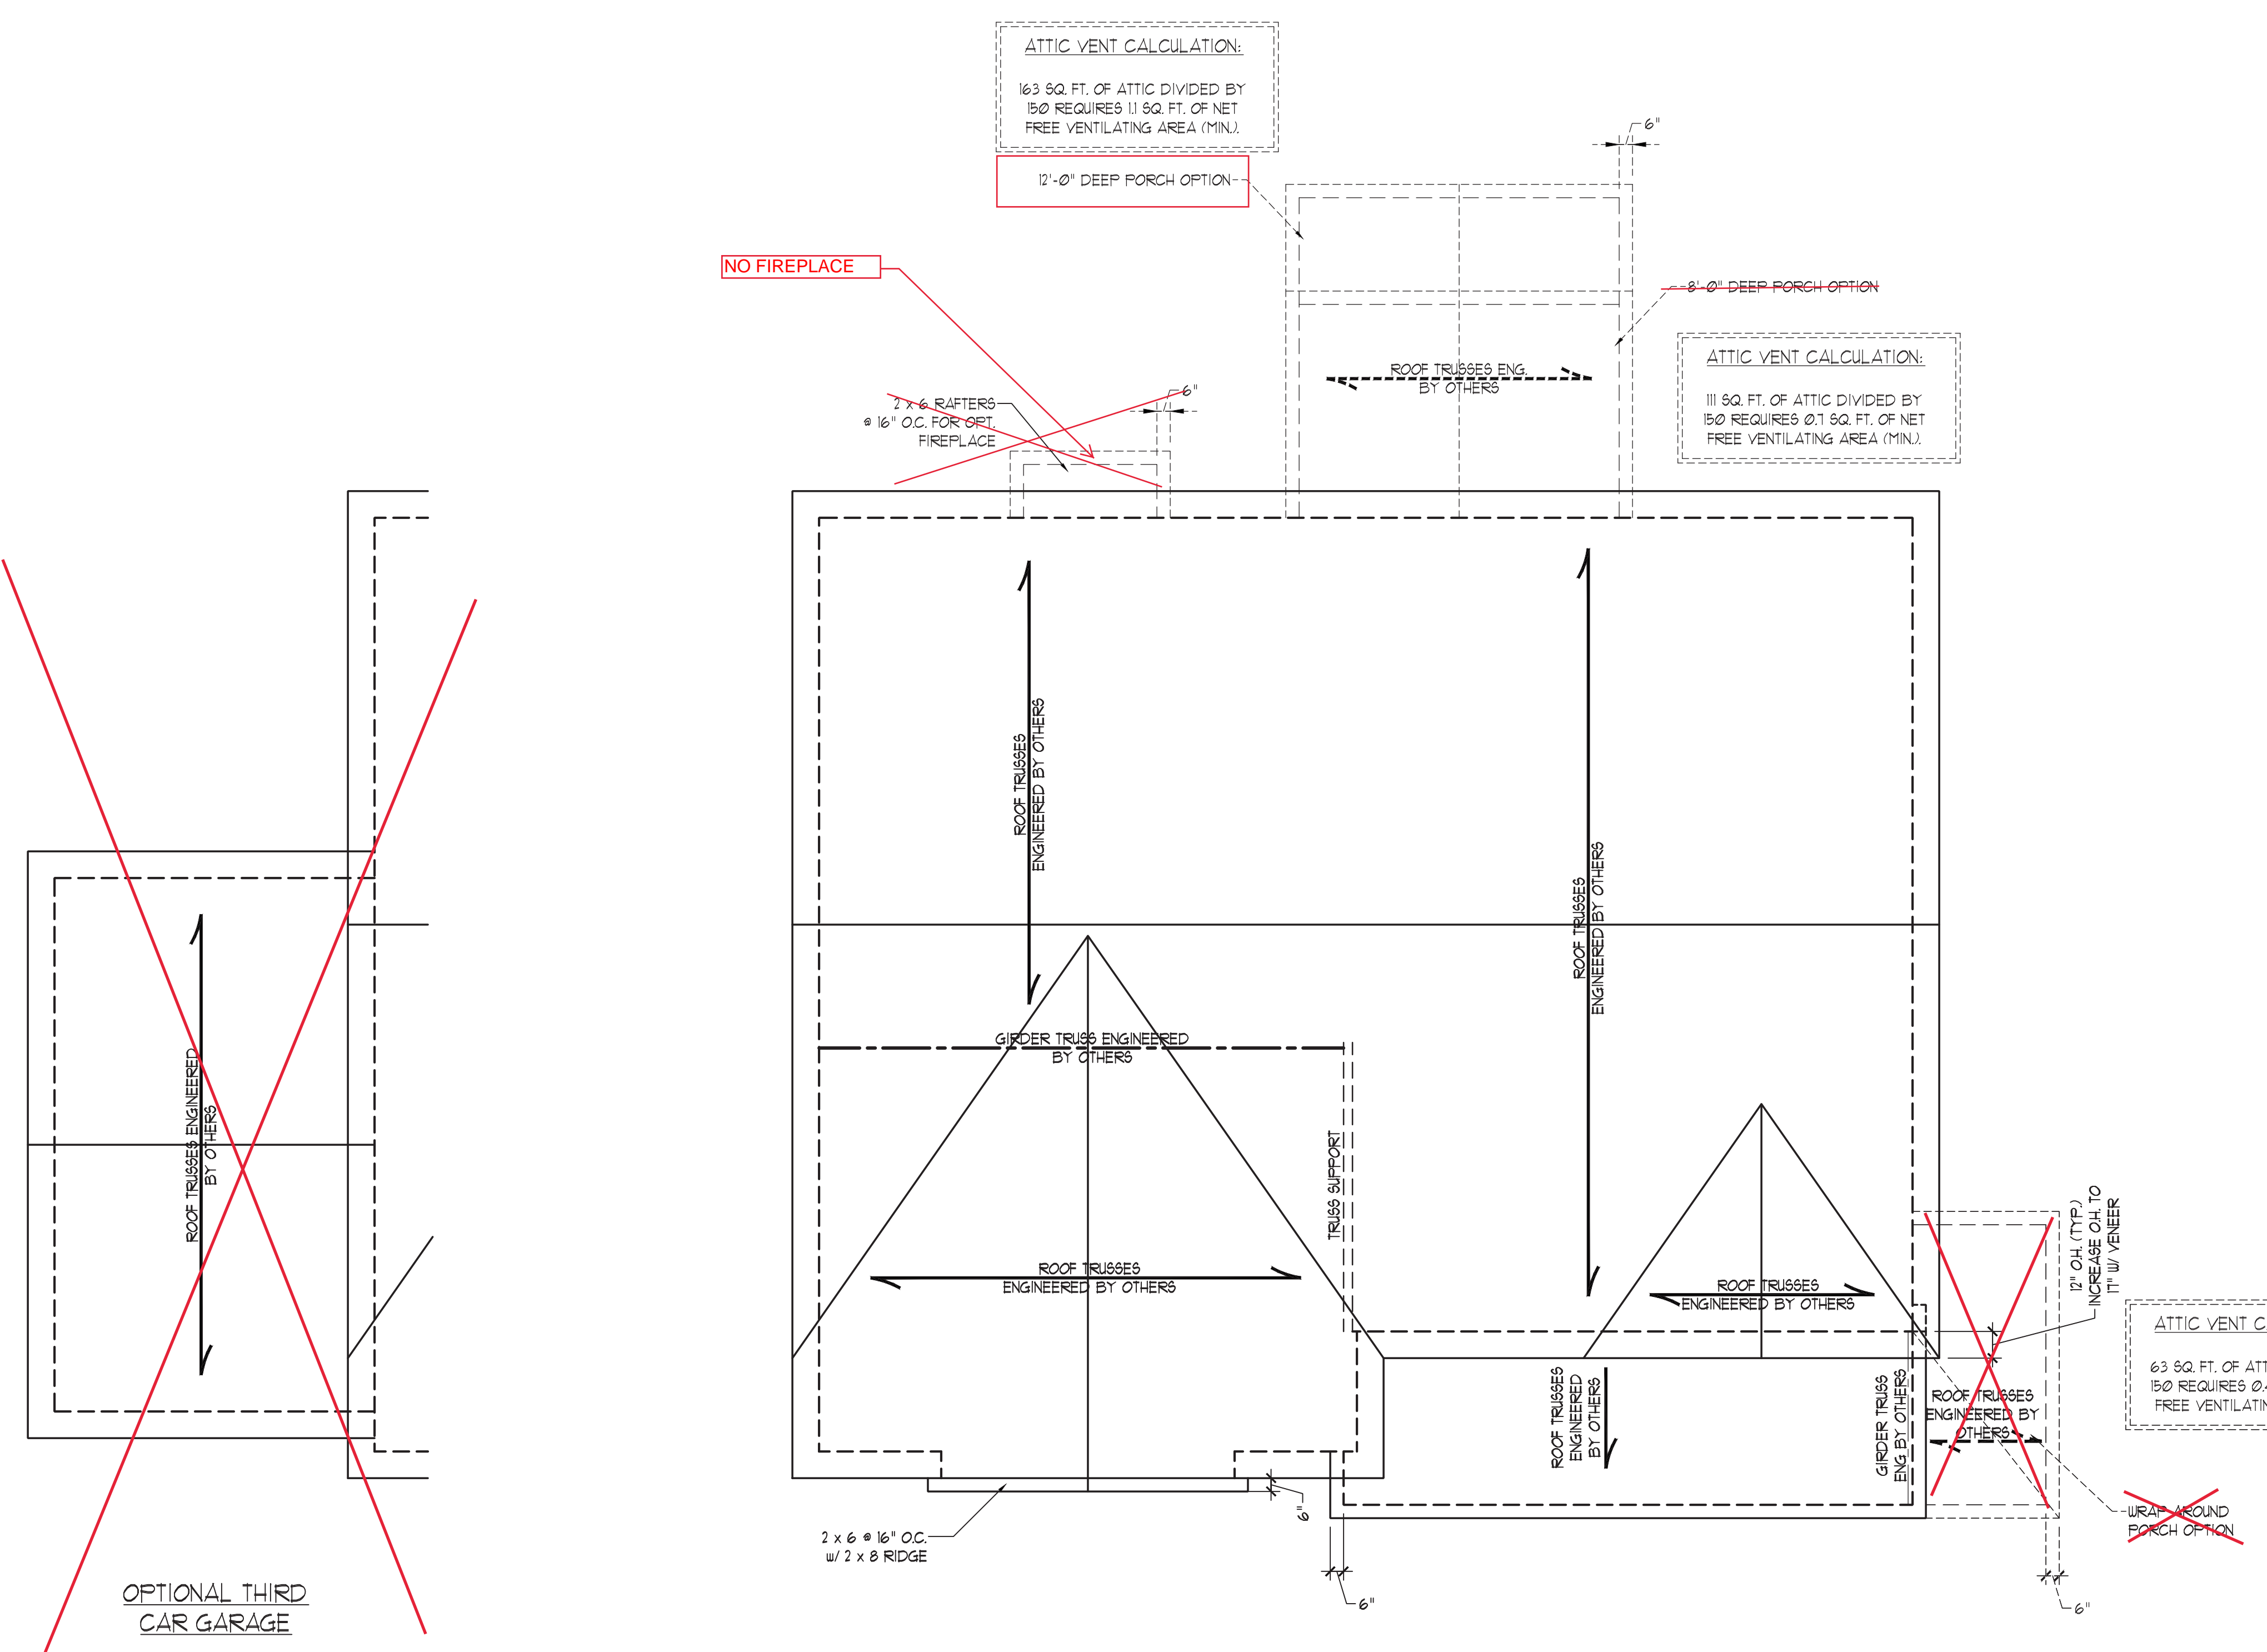 ATTIC VENT CALCULATION:
163 SQ. FT. OF ATTIC DIVIDED BY
150 REQUIRES 1.1 SQ. FT. OF NET
FREE VENTILATING AREA (MIN.).
6"
12'-0" DEEP PORCH OPTION
NO FIREPLACE
8'-0" DEEP PORCH OPTION
ATTIC VENT CALCULATION:
111 SQ. FT. OF ATTIC DIVIDED BY
150 REQUIRES 0.7 SQ. FT. OF NET
FREE VENTILATING AREA (MIN.).
ROOF TRUSSES ENG.
BY OTHERS
6"
2 x 6 RAFTERS
@ 16" O.C. FOR OPT.
FIREPLACE
ROOF TRUSSES
ENGINEERED BY OTHERS
ROOF TRUSSES
ENGINEERED BY OTHERS
GIRDER TRUSS ENGINEERED
BY OTHERS
ROOF TRUSSES ENGINEERED
BY OTHERS
TRUSS SUPPORT
ROOF TRUSSES
ENGINEERED BY OTHERS
ROOF TRUSSES
ENGINEERED BY OTHERS
12" O.H. (TYP.)
INCREASE O.H. TO
17" W/ VENEER
ATTIC VENT C
63 SQ. FT. OF ATT
150 REQUIRES 0.
FREE VENTILATIN
ROOF TRUSSES
ENGINEERED
BY OTHERS
GIRDER TRUSS
ENG BY OTHERS
ROOF TRUSSES
ENGINEERED BY
OTHERS
WRAP AROUND
PORCH OPTION
6"
2 x 6 @ 16" O.C.
w/ 2 x 8 RIDGE
6"
6"
OPTIONAL THIRD
CAR GARAGE